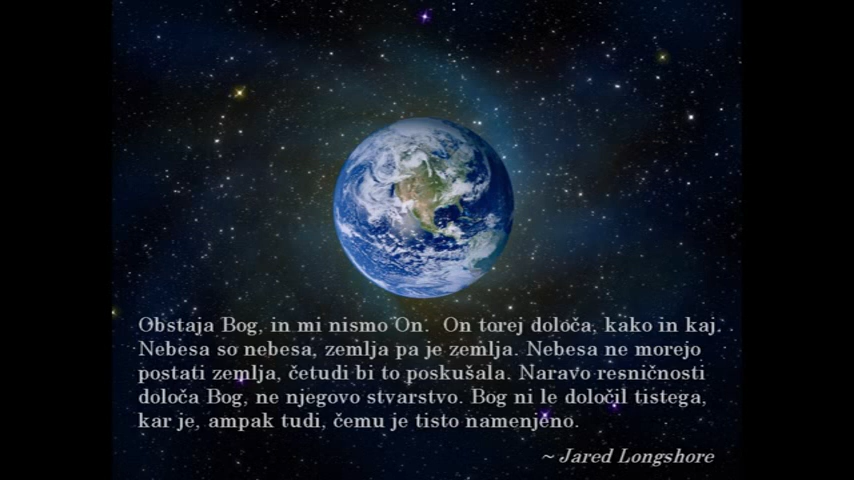 Obstaja Bog, in mi nismo On.  On torej določa, kako in kaj.
Nebesa so nebesa, zemlja pa je zemlja. Nebesa ne morejo
postati zemlja, četudi bi to poskušala. Naravo resničnosti
določa Bog, ne njegovo stvarstvo. Bog ni le določil tistega,
kar je, ampak tudi, čemu je tisto namenjeno.
~ Jared Longshore